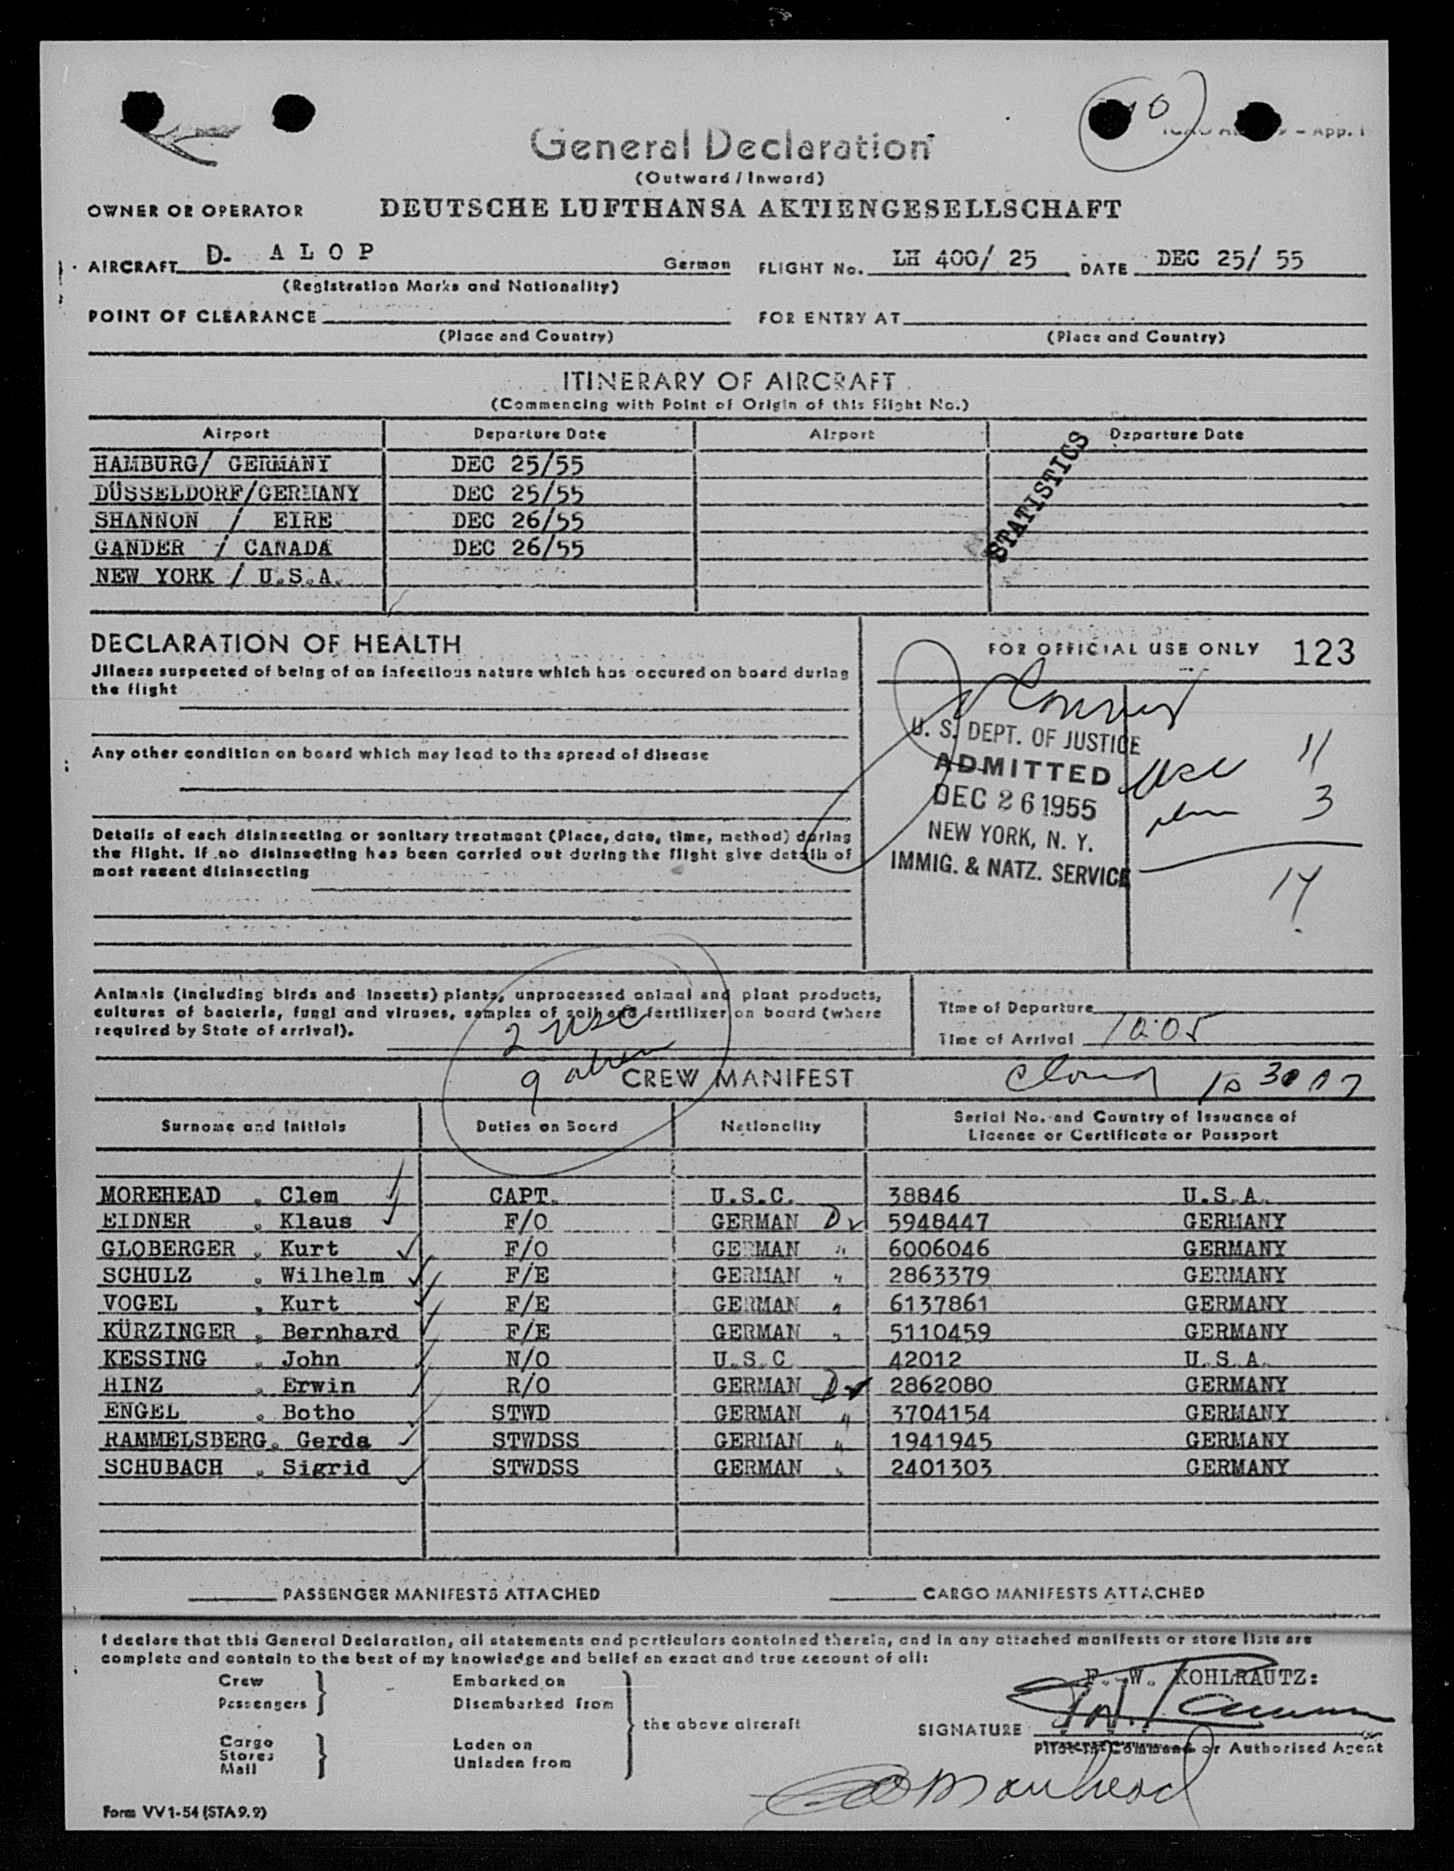 10
App. 1
General Declaration
(Outward / Inward)
OWNER OR OPERATOR DEUTSCHE LUFTHANSA AKTIENGESELLSCHAFT
AIRCRAFT D. A L O P German FLIGHT No. LH 400/ 25 DATE DEC 25/ 55
(Registration Marks and Nationality)
POINT OF CLEARANCE FOR ENTRY AT
(Place and Country) (Place and Country)
ITINERARY OF AIRCRAFT
(Commencing with Point of Origin of this Flight No.)
Airport Departure Date Airport Departure Date
HAMBURG/ GERMANY DEC 25/55
DÜSSELDORF/GERMANY DEC 25/55
SHANNON / EIRE DEC 26/55
GANDER / CANADA DEC 26/55
NEW YORK / U.S.A.
STATISTICS
DECLARATION OF HEALTH
Jilness suspected of being of an infectious nature which has occured on board during
the flight
Any other condition on board which may lead to the spread of disease
Details of each disinsecting or sanitary treatment (Place, date, time, method) during
the flight. If no disinsecting has been carried out during the flight give details of
most recent disinsecting
FOR OFFICIAL USE ONLY 123
U. S. DEPT. OF JUSTICE
ADMITTED
DEC 26 1955
NEW YORK, N. Y.
IMMIG. & NATZ. SERVICE
usc 11
alien 3
14
Animals (including birds and insects) plants, unprocessed animal and plant products,
cultures of bacteria, fungi and viruses, samples of soil and fertilizer on board (where
required by State of arrival).
2 usc
9 alien
Time of Departure
Time of Arrival 10:05
CREW MANIFEST
Surname and Initials Duties on Board Nationality Serial No. and Country of Issuance of
Licence or Certificate or Passport
MOREHEAD . Clem CAPT. U.S.C. 38846 U.S.A.
EIDNER . Klaus F/O GERMAN D 5948447 GERMANY
GLOBERGER . Kurt F/O GERMAN " 6006046 GERMANY
SCHULZ . Wilhelm F/E GERMAN " 2863379 GERMANY
VOGEL . Kurt F/E GERMAN " 6137861 GERMANY
KÜRZINGER . Bernhard F/E GERMAN " 5110459 GERMANY
KESSING . John N/O U.S.C 42012 U.S.A.
HINZ . Erwin R/O GERMAN D 2862080 GERMANY
ENGEL . Botho STWD GERMAN " 3704154 GERMANY
RAMMELSBERG. Gerda STWDSS GERMAN " 1941945 GERMANY
SCHUBACH . Sigrid STWDSS GERMAN " 2401303 GERMANY
PASSENGER MANIFESTS ATTACHED CARGO MANIFESTS ATTACHED
I declare that this General Declaration, all statements and particulars contained therein, and in any attached manifests or store lists are
complete and contain to the best of my knowledge and belief an exact and true account of all:
Crew Embarked on
Passengers Disembarked from
the above aircraft
Cargo Laden on
Stores
Mail Unladen from
F. W. KOHLRAUTZ:
SIGNATURE
Pilot-in-Command or Authorised Agent
Form VV1-54 (STA 9.2)